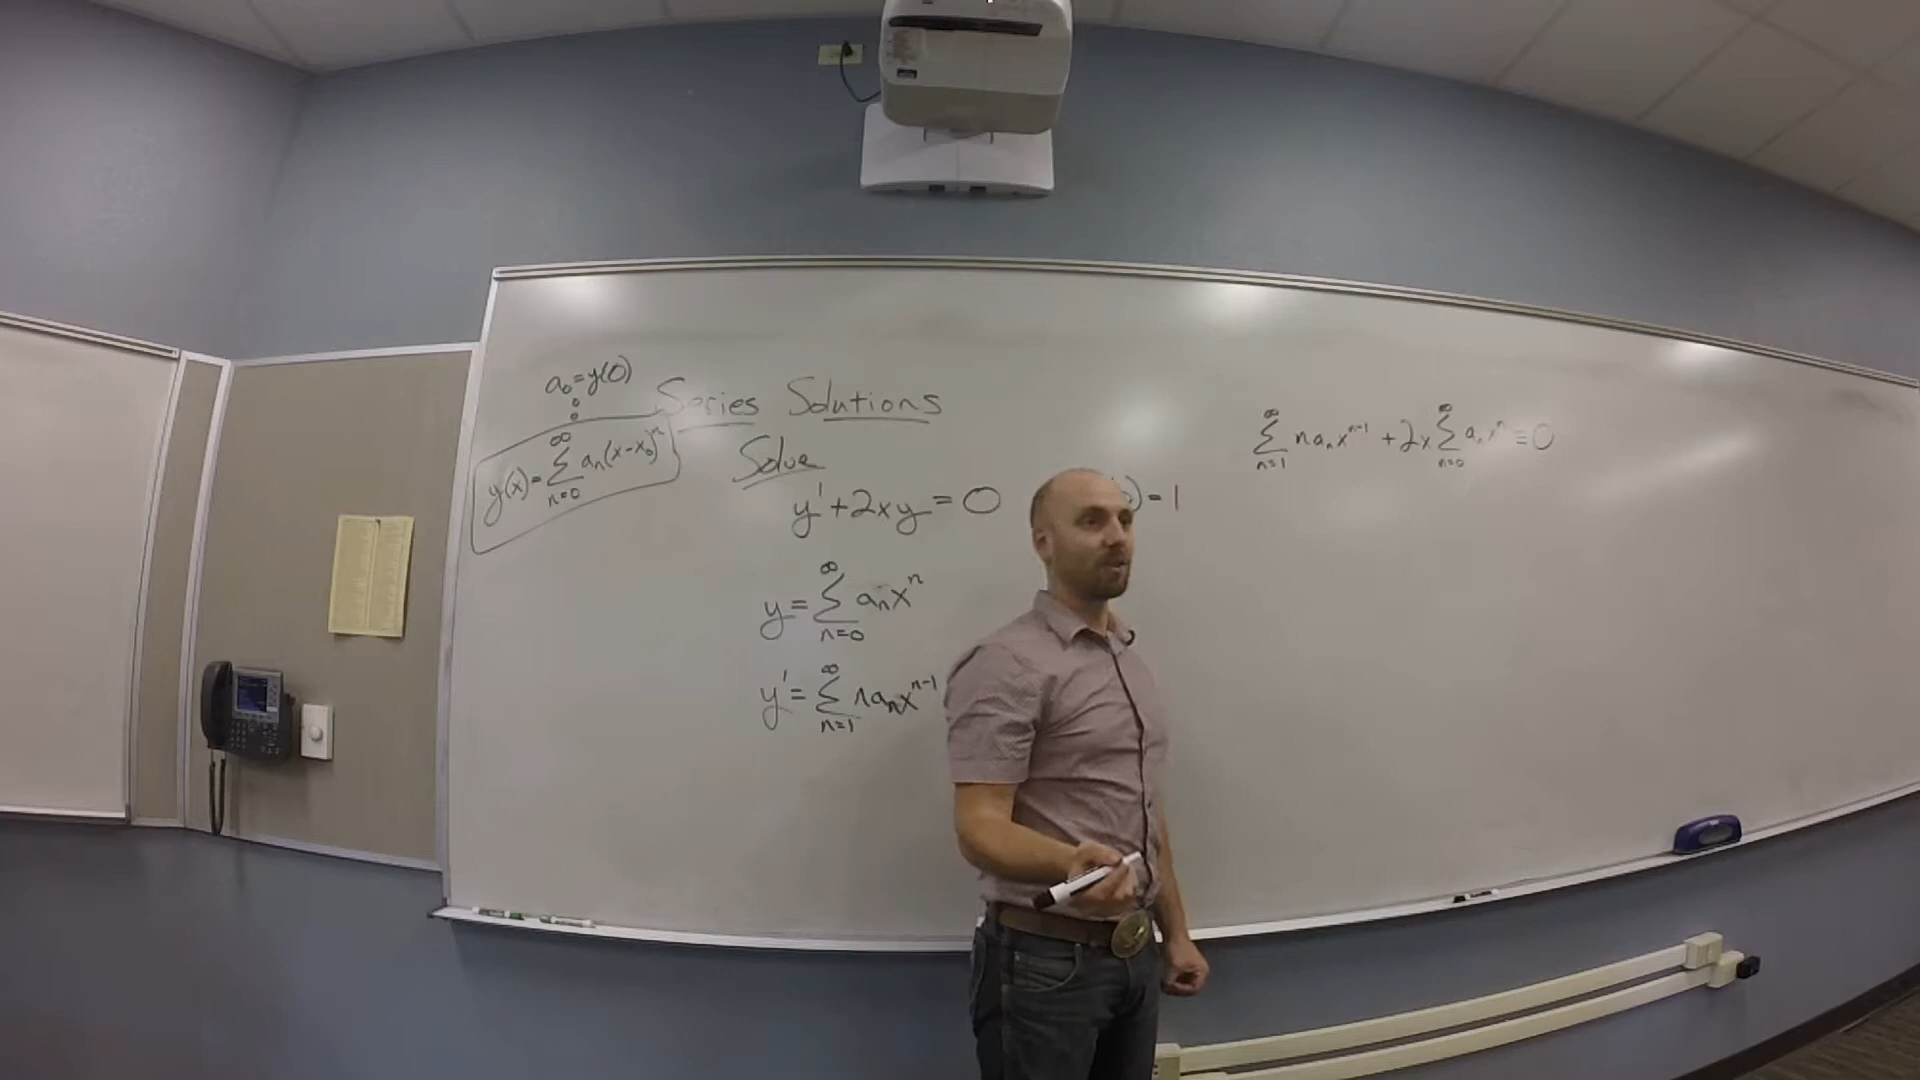 a₀ = y(0)
Series Solutions
y(x) = ∑_{n=0}^{∞} aₙ(x-x₀)ⁿ
Solve
y' + 2xy = 0
) = 1
y = ∑_{n=0}^{∞} aₙxⁿ
y' = ∑_{n=1}^{∞} naₙxⁿ⁻¹
∑_{n=1}^{∞} naₙxⁿ⁻¹ + 2x ∑_{n=0}^{∞} aₙxⁿ = 0